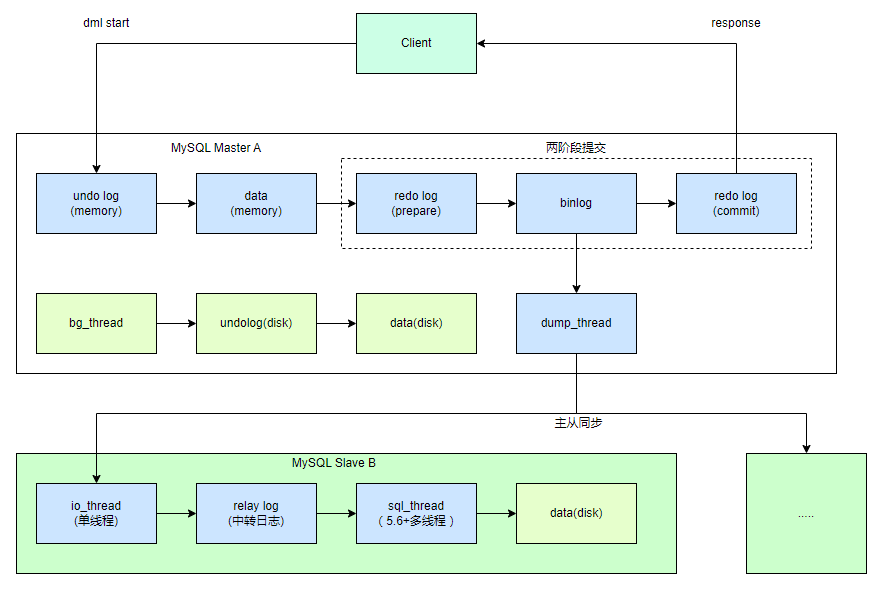 dml start
Client
response
MySQL Master A
两阶段提交
undo log
(memory)
data
(memory)
redo log
(prepare)
binlog
redo log
(commit)
bg_thread
undolog(disk)
data(disk)
dump_thread
主从同步
MySQL Slave B
io_thread
(单线程)
relay log
(中转日志)
sql_thread
（5.6+多线程）
data(disk)
.....